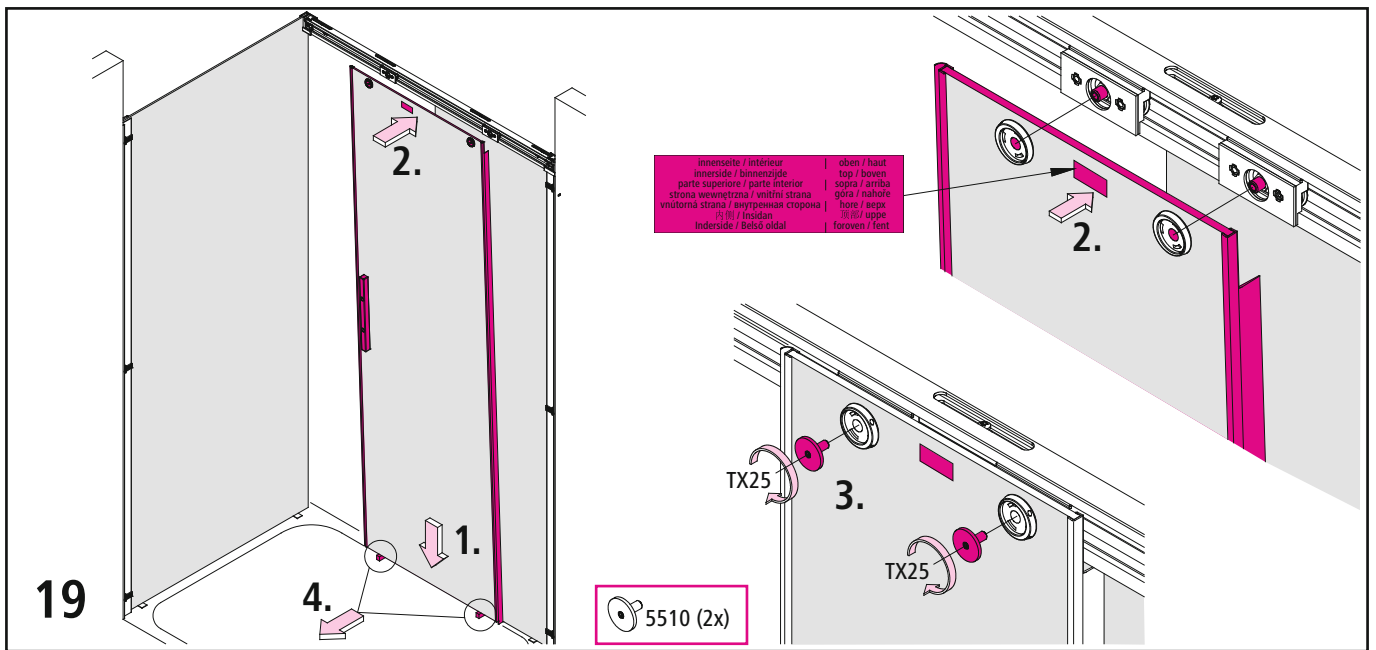 2.
innenseite / intérieur | oben / haut
innerside / binnenzijde | top / boven
parte superiore / parte interior | sopra / arriba
strona wewnętrzna / vnitřní strana | góra / nahoře
vnútorná strana / внутренная сторона | hore / верх
内侧 / Insidan | 顶部/ uppe
Inderside / Belső oldal | foroven / fent
2.
TX25
3.
TX25
1.
4.
19
5510 (2x)